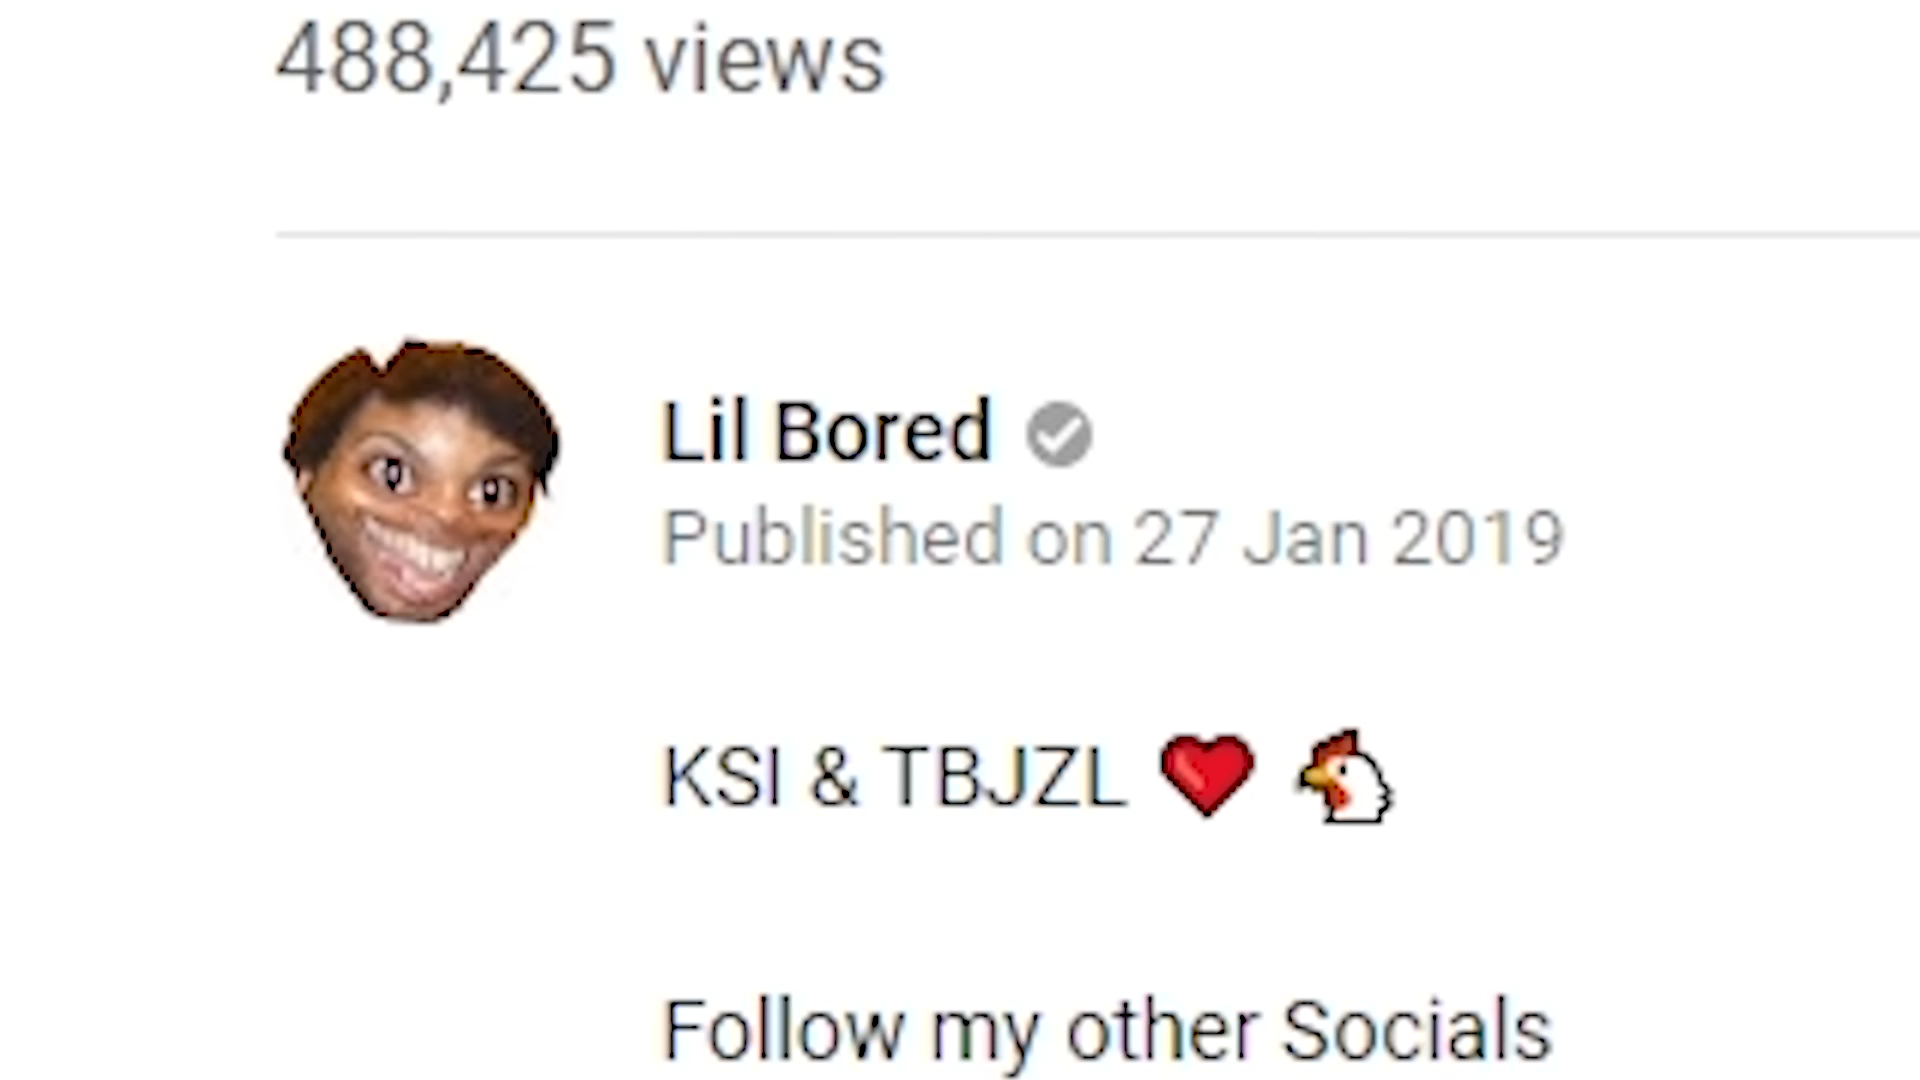 488,425 views
Lil Bored
Published on 27 Jan 2019
KSI & TBJZL ❤️ 🐔
Follow my other Socials